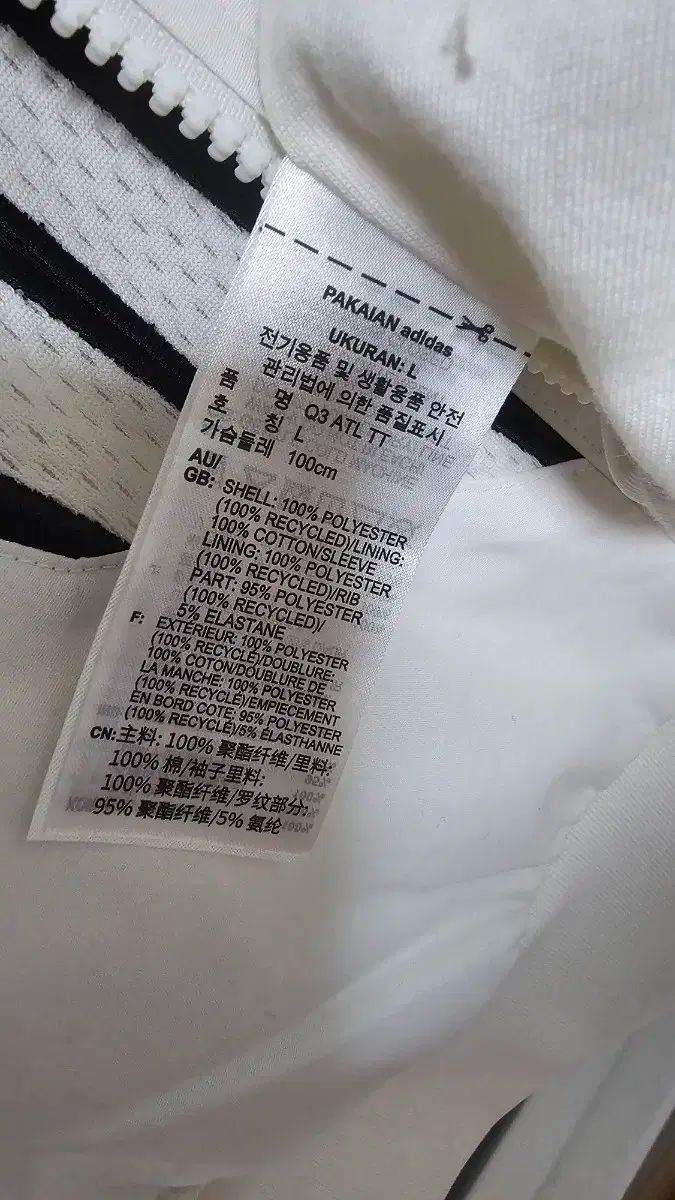 PAKAIAN adidas
UKURAN: L
전기용품 및 생활용품 안전
관리법에 의한 품질표시
품 명 Q3 ATL TT
호 칭 L
가슴둘레 100cm
AU/
GB: SHELL: 100% POLYESTER
(100% RECYCLED)/LINING:
100% COTTON/SLEEVE
LINING: 100% POLYESTER
(100% RECYCLED)/RIB
PART: 95% POLYESTER
(100% RECYCLED)/
5% ELASTANE
F: EXTÉRIEUR: 100% POLYESTER
(100% RECYCLÉ)/DOUBLURE:
100% COTON/DOUBLURE DE
LA MANCHE: 100% POLYESTER
(100% RECYCLÉ)/EMPIECEMENT
EN BORD COTE: 95% POLYESTER
(100% RECYCLÉ)/5% ÉLASTHANNE
CN: 主料: 100% 聚酯纤维/里料:
100% 棉/袖子里料:
100% 聚酯纤维/罗纹部分:
95% 聚酯纤维/5% 氨纶